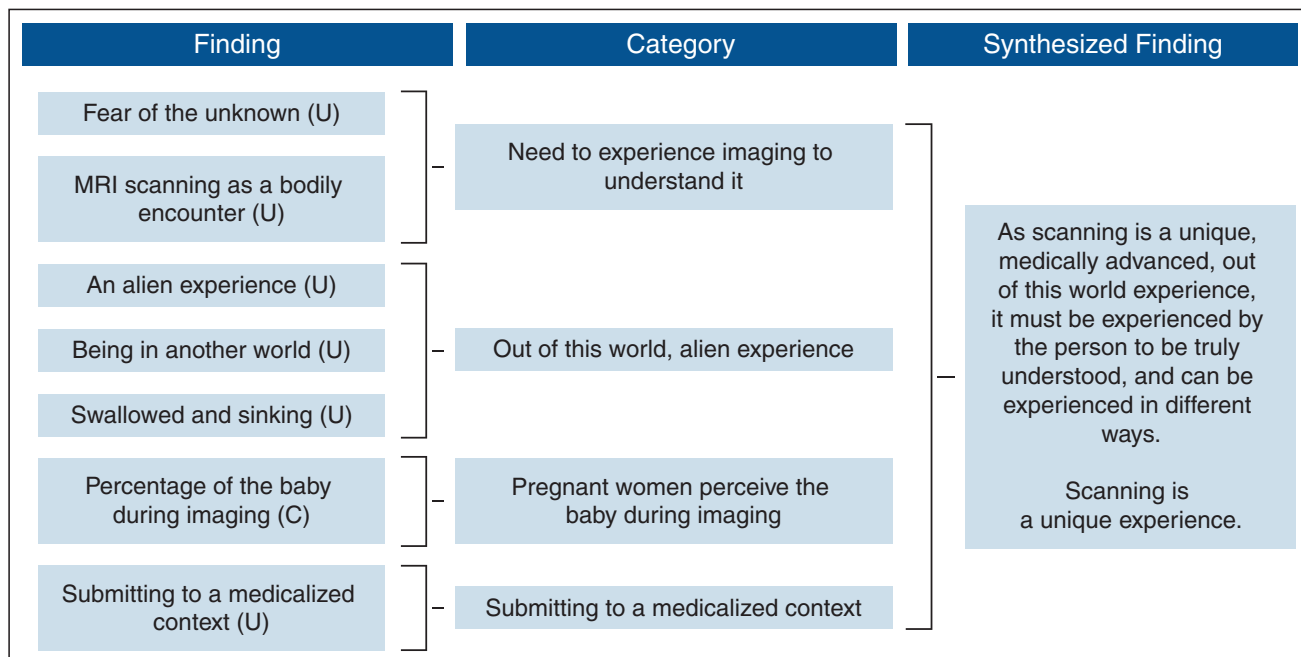 Finding
Category
Synthesized Finding
Fear of the unknown (U)
MRI scanning as a bodily
encounter (U)
Need to experience imaging to
understand it
An alien experience (U)
Being in another world (U)
Swallowed and sinking (U)
Out of this world, alien experience
Percentage of the baby
during imaging (C)
Pregnant women perceive the
baby during imaging
Submitting to a medicalized
context (U)
Submitting to a medicalized context
As scanning is a unique,
medically advanced, out
of this world experience,
it must be experienced by
the person to be truly
understood, and can be
experienced in different
ways.
Scanning is
a unique experience.